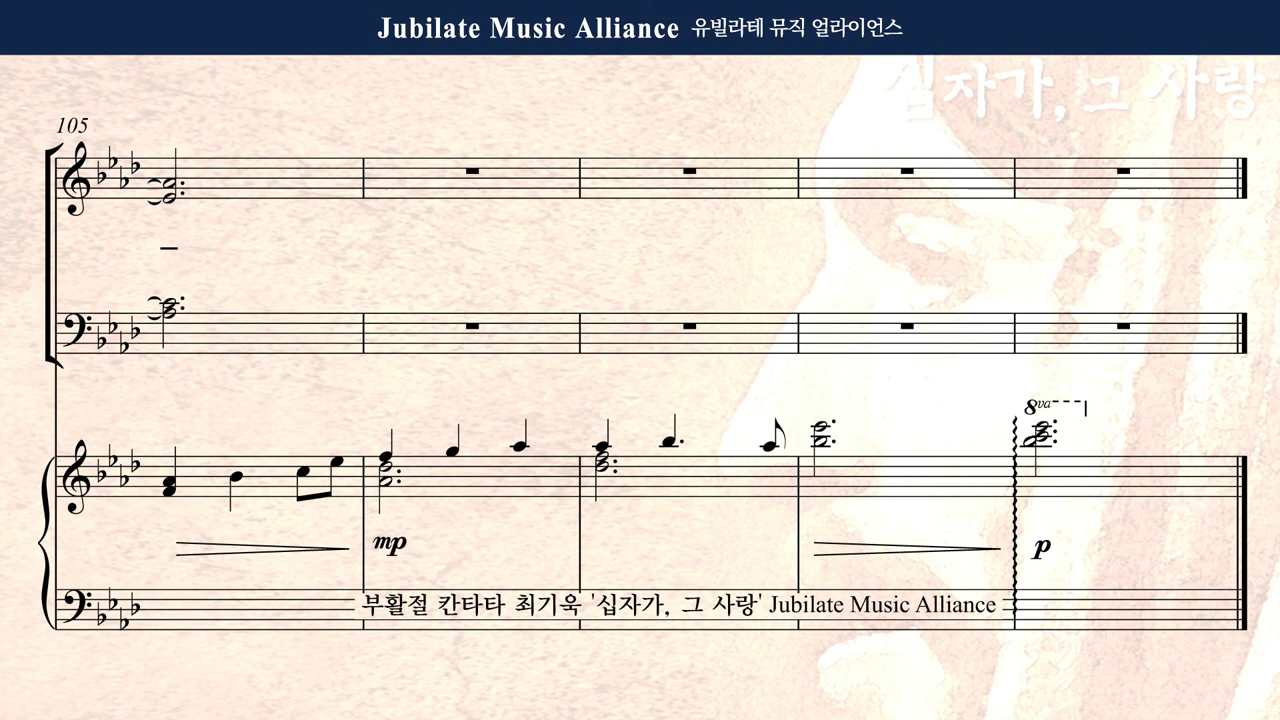 Jubilate Music Alliance 유빌라테 뮤직 얼라이언스
십자가, 그 사랑
105
8va
mp
p
부활절 칸타타 최기욱 '십자가, 그 사랑' Jubilate Music Alliance